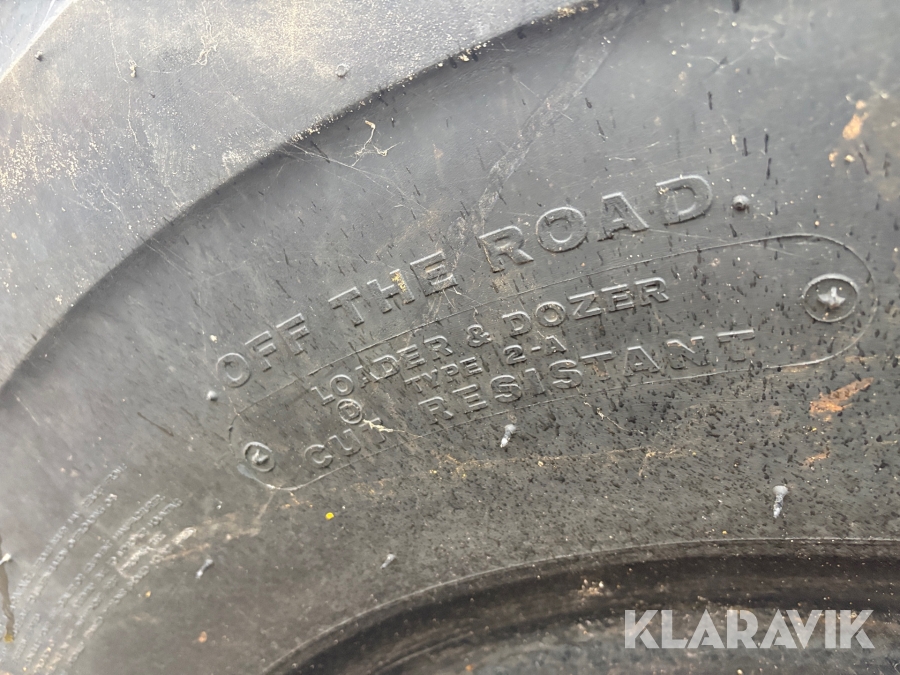 OFF THE ROAD
LOADER & DOZER
TYPE 2-A
CUT RESISTANT
KLARAVIK